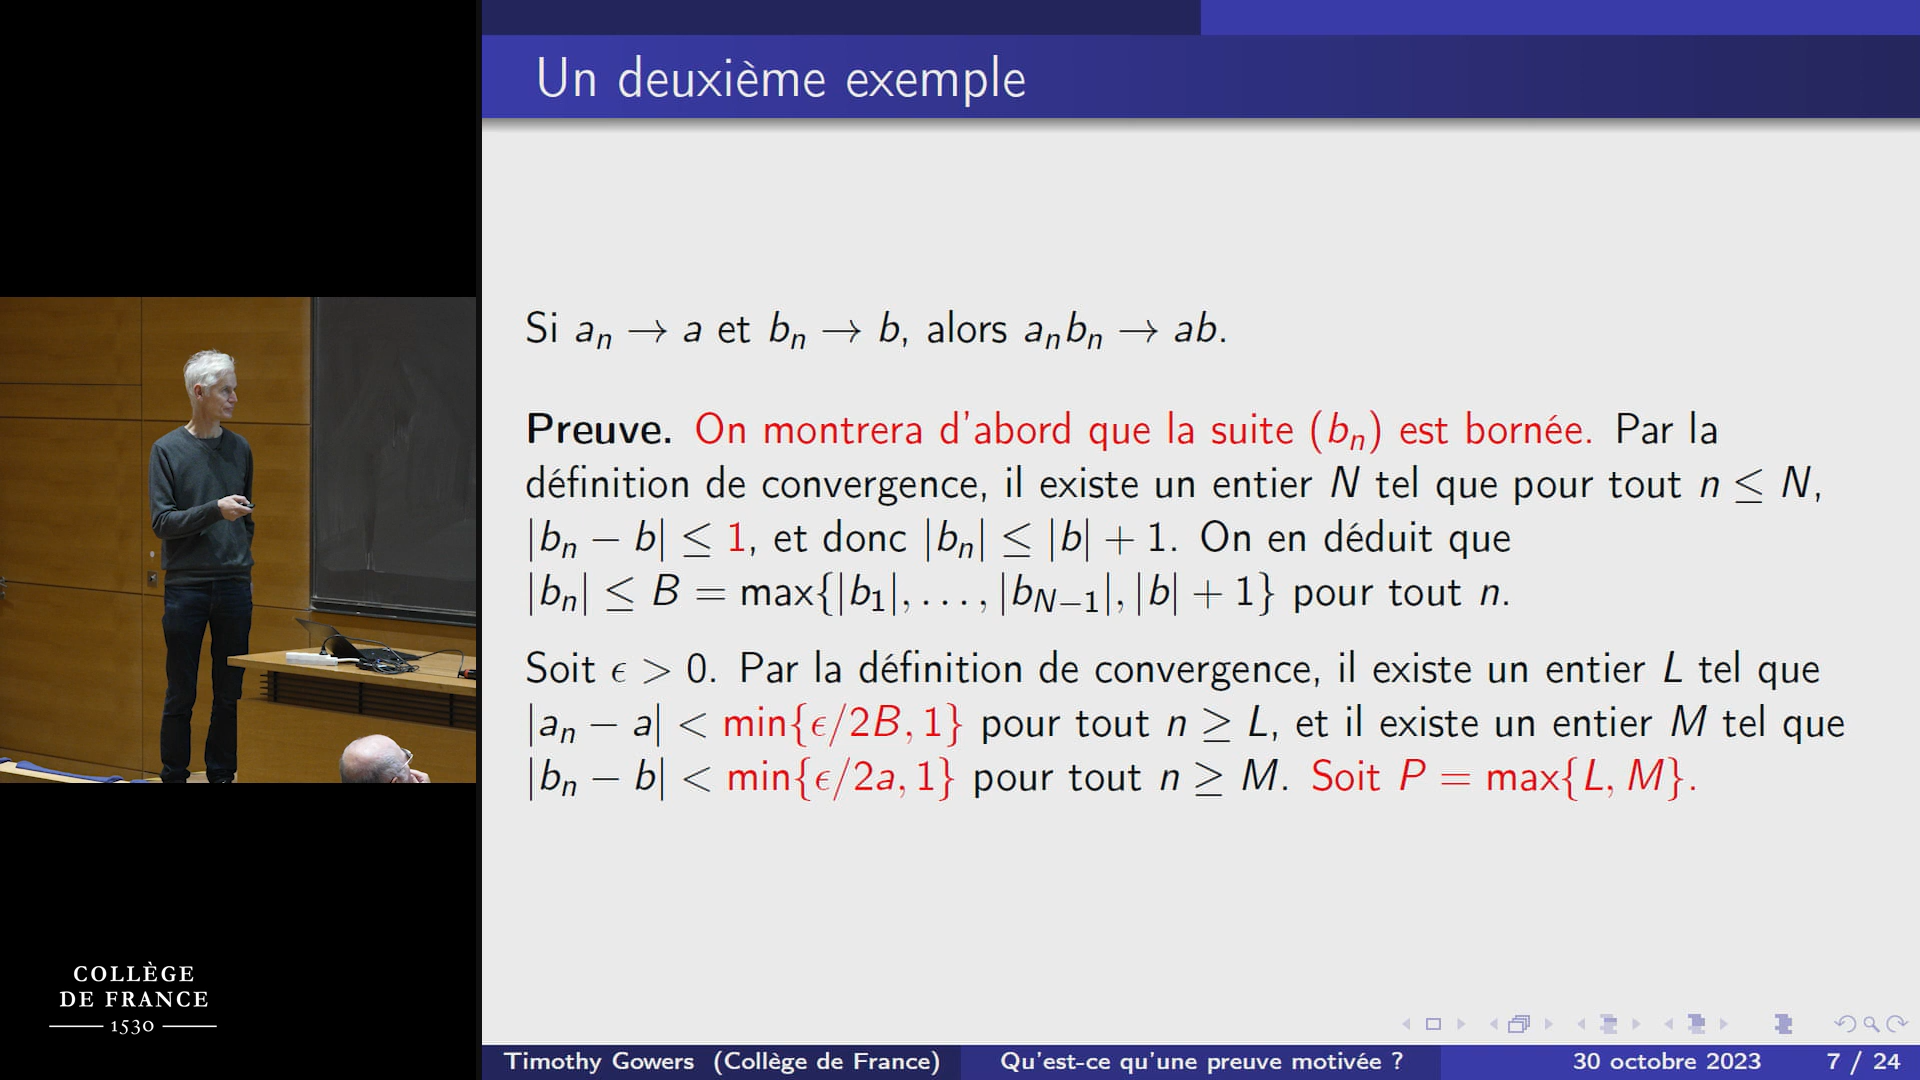 Un deuxième exemple
Si aₙ → a et bₙ → b, alors aₙbₙ → ab.
Preuve. On montrera d'abord que la suite (bₙ) est bornée. Par la
définition de convergence, il existe un entier N tel que pour tout n ≤ N,
|bₙ − b| ≤ 1, et donc |bₙ| ≤ |b| + 1. On en déduit que
|bₙ| ≤ B = max{|b₁|, . . . , |b_{N−1}|, |b| + 1} pour tout n.
Soit ϵ > 0. Par la définition de convergence, il existe un entier L tel que
|aₙ − a| < min{ϵ/2B, 1} pour tout n ≥ L, et il existe un entier M tel que
|bₙ − b| < min{ϵ/2a, 1} pour tout n ≥ M. Soit P = max{L, M}.
COLLÈGE
DE FRANCE
1530
Timothy Gowers (Collège de France) Qu'est-ce qu'une preuve motivée ? 30 octobre 2023 7 / 24